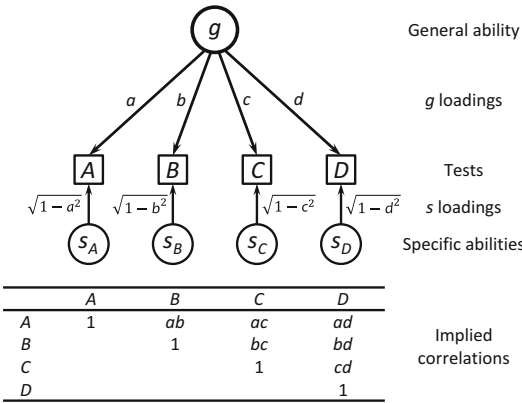 g General ability
a b c d g loadings
A B C D Tests
√1−a² √1−b² √1−c² √1−d² s loadings
s_A s_B s_C s_D Specific abilities
A B C D
A 1 ab ac ad
B 1 bc bd
C 1 cd
D 1
Implied
correlations